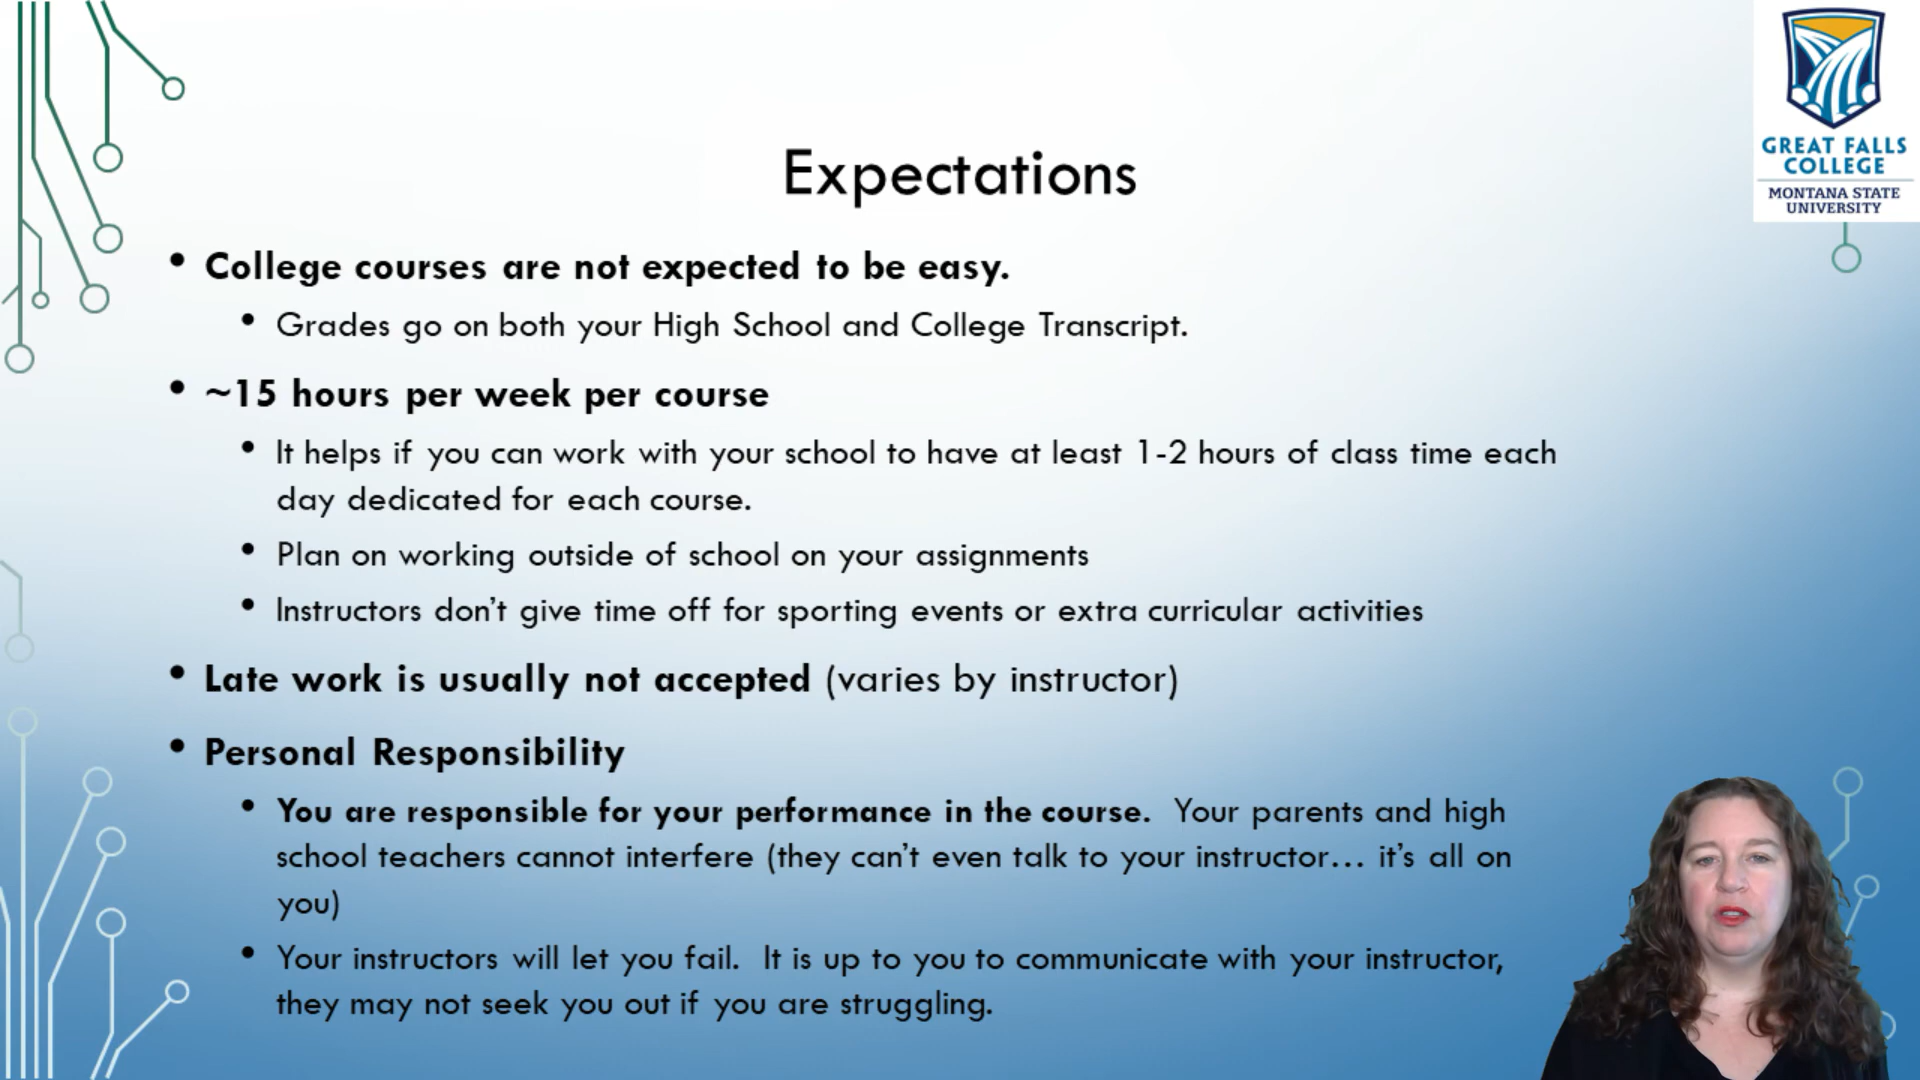 GREAT FALLS
COLLEGE
MONTANA STATE
UNIVERSITY
Expectations
• College courses are not expected to be easy.
• Grades go on both your High School and College Transcript.
• ~15 hours per week per course
• It helps if you can work with your school to have at least 1-2 hours of class time each
day dedicated for each course.
• Plan on working outside of school on your assignments
• Instructors don't give time off for sporting events or extra curricular activities
• Late work is usually not accepted (varies by instructor)
• Personal Responsibility
• You are responsible for your performance in the course.  Your parents and high
school teachers cannot interfere (they can't even talk to your instructor… it's all on
you)
• Your instructors will let you fail.  It is up to you to communicate with your instructor,
they may not seek you out if you are struggling.